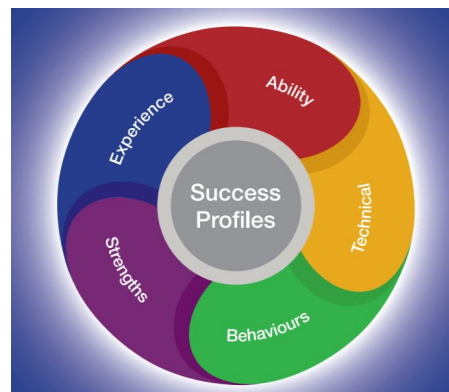 Ability
Technical
Behaviours
Strengths
Experience
Success
Profiles